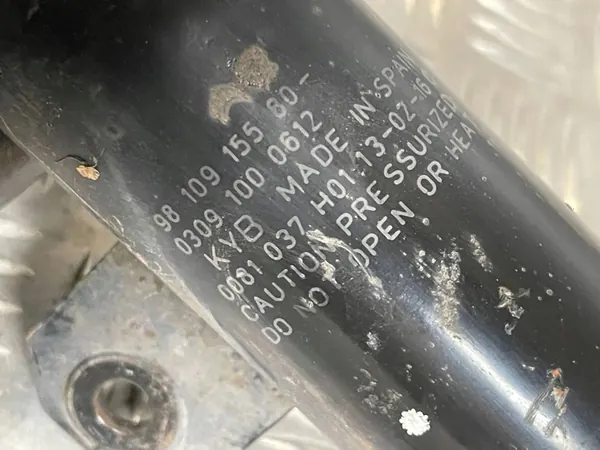 98 109 155 80-
0309 100 0612
KYB MADE IN SPAIN
0081 037 H01 13-02-16
CAUTION PRESSURIZED
DO NOT OPEN OR HEAT